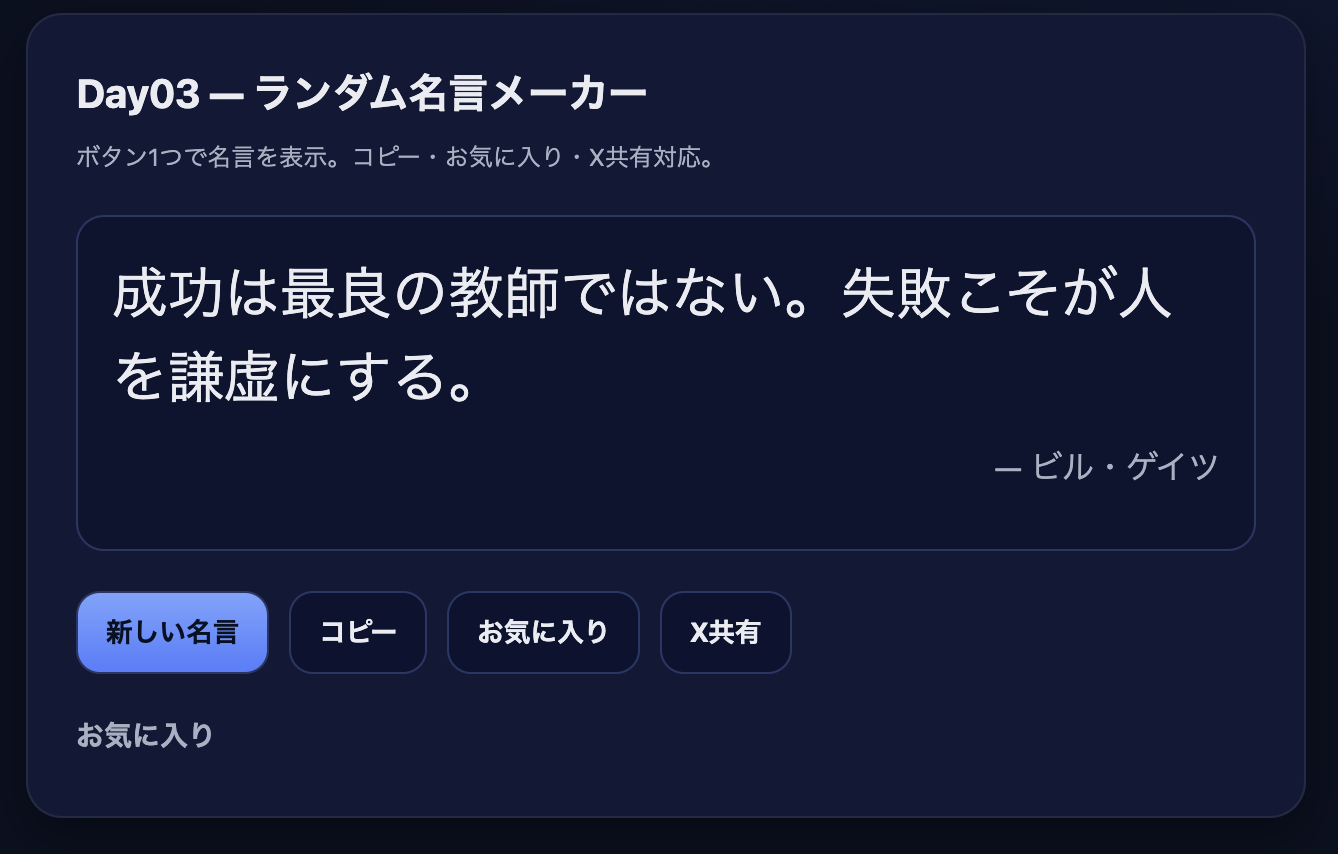 Day03 — ランダム名言メーカー
ボタン1つで名言を表示。コピー・お気に入り・X共有対応。
成功は最良の教師ではない。失敗こそが人
を謙虚にする。
— ビル・ゲイツ
新しい名言
コピー
お気に入り
X共有
お気に入り